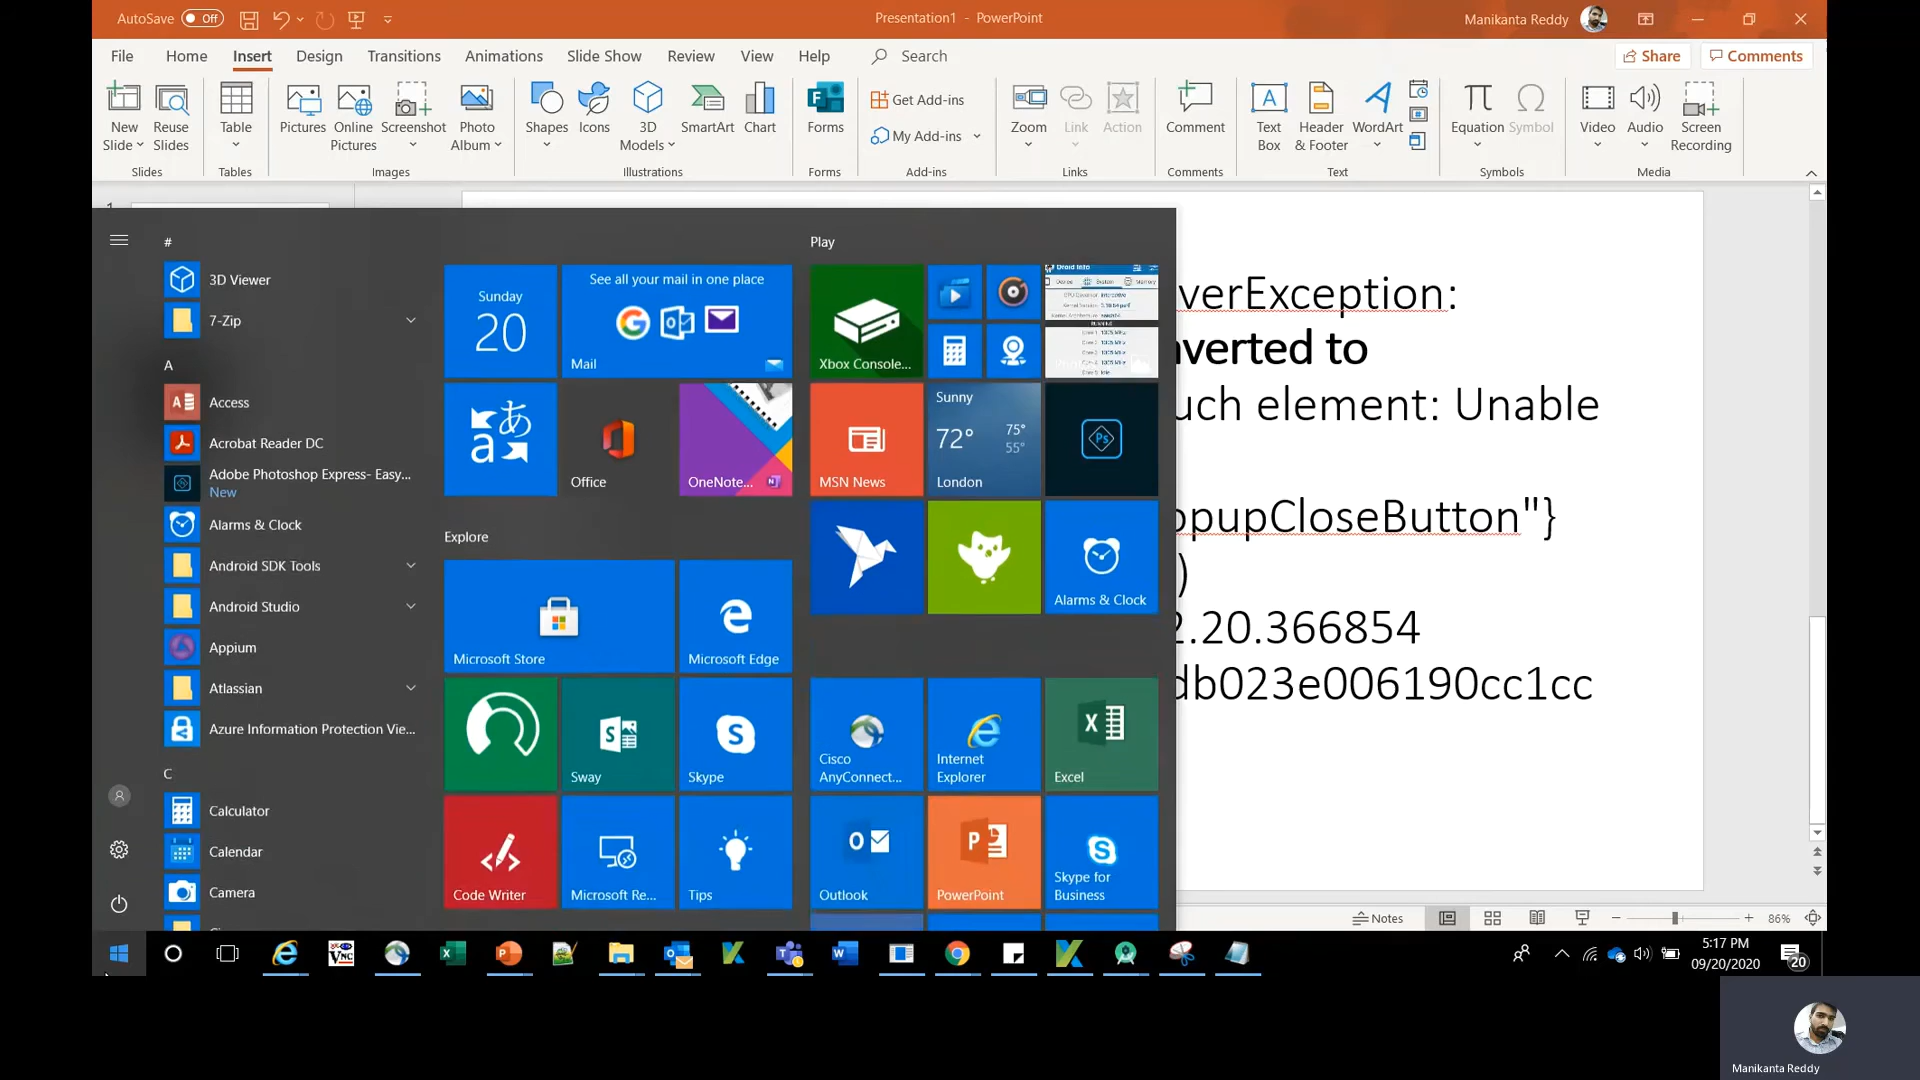 AutoSave Off
Presentation1 - PowerPoint
Manikanta Reddy
File Home Insert Design Transitions Animations Slide Show Review View Help Search
Share Comments
New Slide
Reuse Slides
Table
Pictures
Online Pictures
Screenshot
Photo Album
Shapes
Icons
3D Models
SmartArt
Chart
Forms
Get Add-ins
My Add-ins
Zoom
Link
Action
Comment
Text Box
Header & Footer
WordArt
Equation
Symbol
Video
Audio
Screen Recording
Slides
Tables
Images
Illustrations
Forms
Add-ins
Links
Comments
Text
Symbols
Media
1
#
3D Viewer
7-Zip
A
Access
Acrobat Reader DC
Adobe Photoshop Express- Easy...
New
Alarms & Clock
Android SDK Tools
Android Studio
Appium
Atlassian
Azure Information Protection Vie...
C
Calculator
Calendar
Camera
Sunday
20
See all your mail in one place
Mail
Office
OneNote...
Explore
Microsoft Store
Microsoft Edge
Sway
Skype
Code Writer
Microsoft Re...
Tips
Play
Xbox Console...
Droid Info
MSN News
Sunny
72°
75°
55°
London
Ps
Alarms & Clock
Cisco AnyConnect...
Internet Explorer
Excel
Outlook
PowerPoint
Skype for Business
verException:
nverted to
uch element: Unable
opupCloseButton"}
)
2.20.366854
db023e006190cc1cc
Notes
86%
5:17 PM
09/20/2020
20
Manikanta Reddy